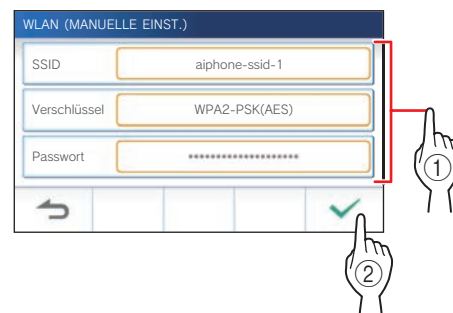 WLAN (MANUELLE EINST.)
SSID aiphone-ssid-1
Verschlüssel WPA2-PSK(AES)
Passwort ********************
①
②